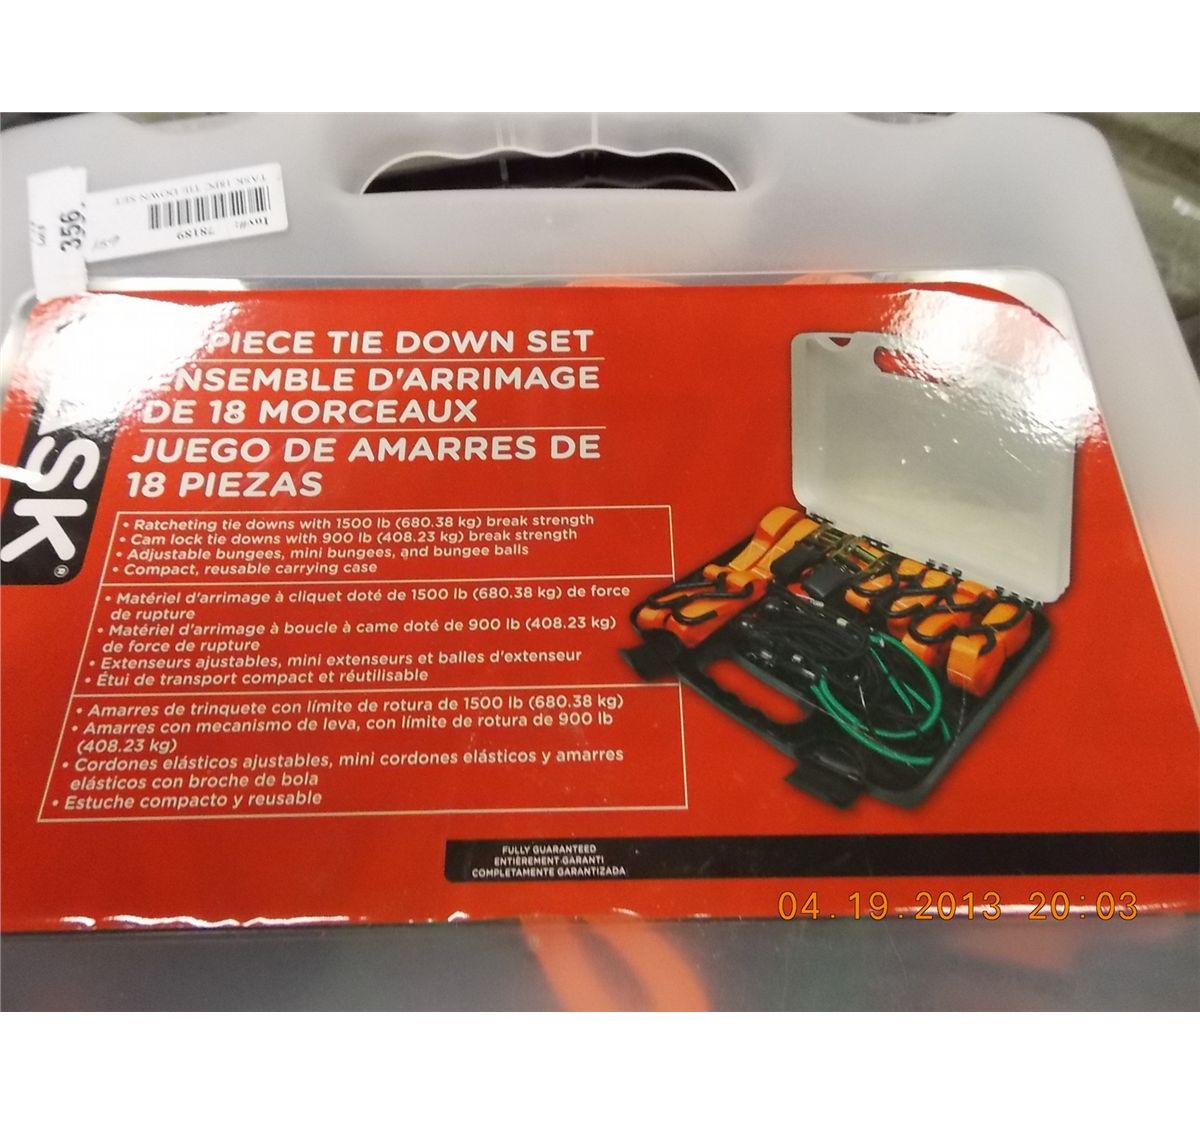 356.
Inv#: 78189
TASK 18PC TIE DOWN SET
PIECE TIE DOWN SET
ENSEMBLE D'ARRIMAGE
DE 18 MORCEAUX
JUEGO DE AMARRES DE
18 PIEZAS
SK®
• Ratcheting tie downs with 1500 lb (680.38 kg) break strength
• Cam lock tie downs with 900 lb (408.23 kg) break strength
• Adjustable bungees, mini bungees, and bungee balls
• Compact, reusable carrying case
• Matériel d'arrimage à cliquet doté de 1500 lb (680.38 kg) de force
de rupture
• Matériel d'arrimage à boucle à came doté de 900 lb (408.23 kg)
de force de rupture
• Extenseurs ajustables, mini extenseurs et balles d'extenseur
• Étui de transport compact et réutilisable
• Amarres de trinquete con límite de rotura de 1500 lb (680.38 kg)
• Amarres con mecanismo de leva, con límite de rotura de 900 lb
(408.23 kg)
• Cordones elásticos ajustables, mini cordones elásticos y amarres
elásticos con broche de bola
• Estuche compacto y reusable
FULLY GUARANTEED
ENTIÈREMENT GARANTI
COMPLETAMENTE GARANTIZADA
04.19.2013 20:03